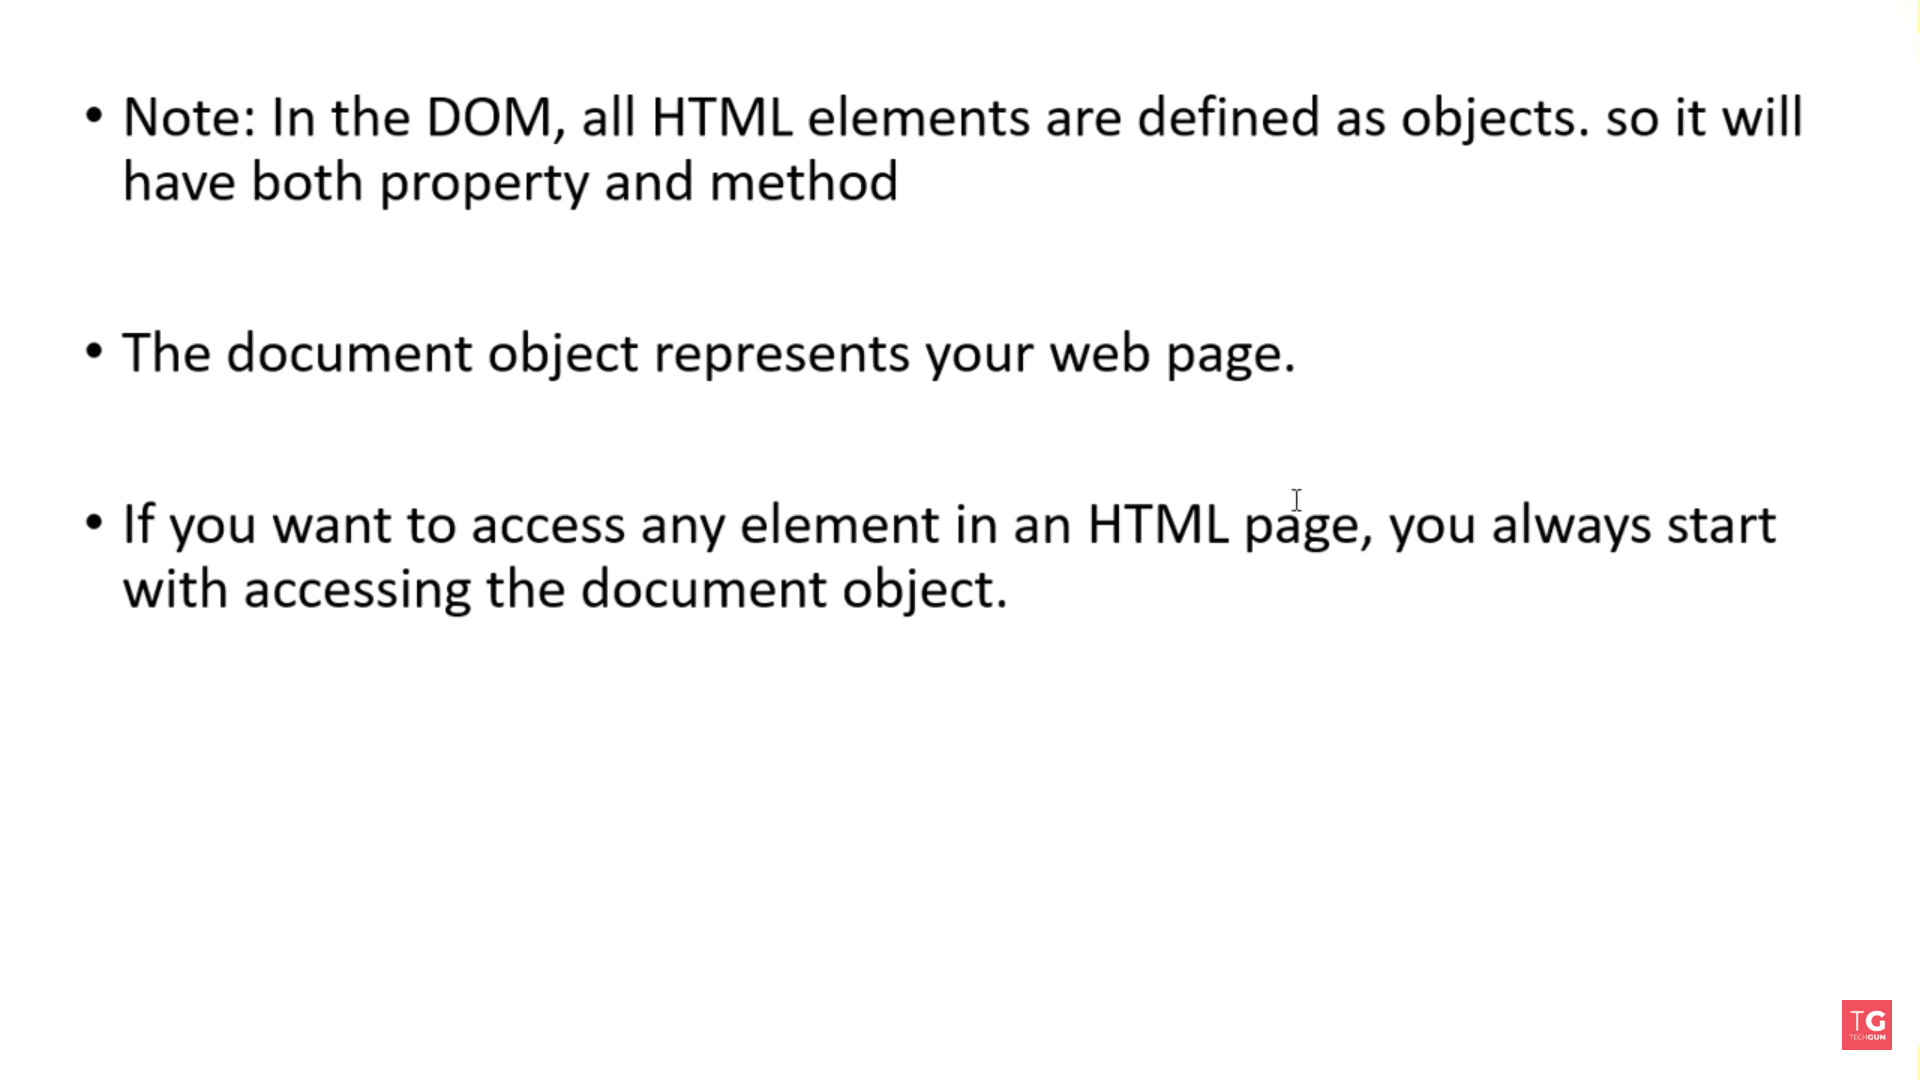 • Note: In the DOM, all HTML elements are defined as objects. so it will
have both property and method
• The document object represents your web page.
• If you want to access any element in an HTML page, you always start
with accessing the document object.
TG
TECHGUN